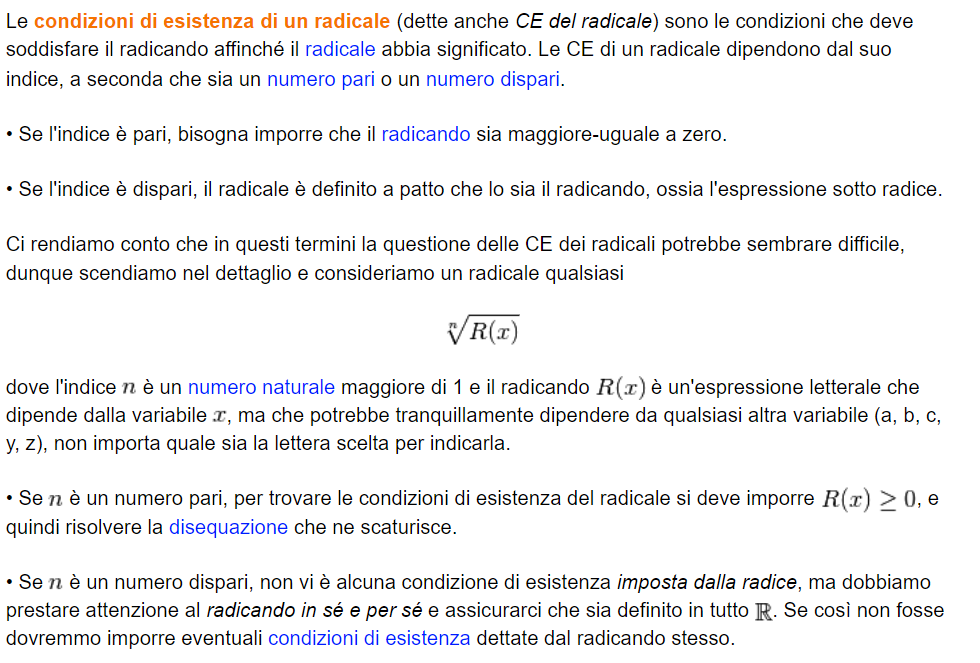 Le condizioni di esistenza di un radicale (dette anche CE del radicale) sono le condizioni che deve
soddisfare il radicando affinché il radicale abbia significato. Le CE di un radicale dipendono dal suo
indice, a seconda che sia un numero pari o un numero dispari.
• Se l'indice è pari, bisogna imporre che il radicando sia maggiore-uguale a zero.
• Se l'indice è dispari, il radicale è definito a patto che lo sia il radicando, ossia l'espressione sotto radice.
Ci rendiamo conto che in questi termini la questione delle CE dei radicali potrebbe sembrare difficile,
dunque scendiamo nel dettaglio e consideriamo un radicale qualsiasi
ⁿ√R(x)
dove l'indice n è un numero naturale maggiore di 1 e il radicando R(x) è un'espressione letterale che
dipende dalla variabile x, ma che potrebbe tranquillamente dipendere da qualsiasi altra variabile (a, b, c,
y, z), non importa quale sia la lettera scelta per indicarla.
• Se n è un numero pari, per trovare le condizioni di esistenza del radicale si deve imporre R(x) ≥ 0, e
quindi risolvere la disequazione che ne scaturisce.
• Se n è un numero dispari, non vi è alcuna condizione di esistenza imposta dalla radice, ma dobbiamo
prestare attenzione al radicando in sé e per sé e assicurarci che sia definito in tutto ℝ. Se così non fosse
dovremmo imporre eventuali condizioni di esistenza dettate dal radicando stesso.